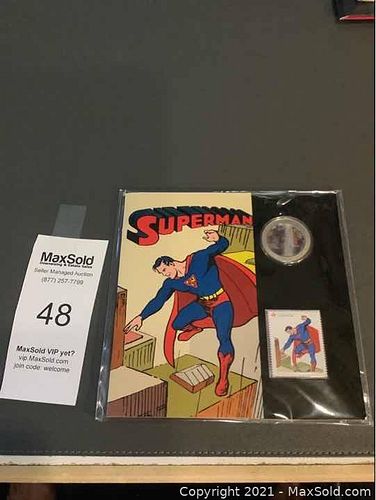 SUPERMAN
MaxSold
Seller Managed Auction
(877) 257-7799
48
MaxSold VIP yet?
vip.MaxSold.com
join code: welcome
Copyright © 2021 - MaxSold.com